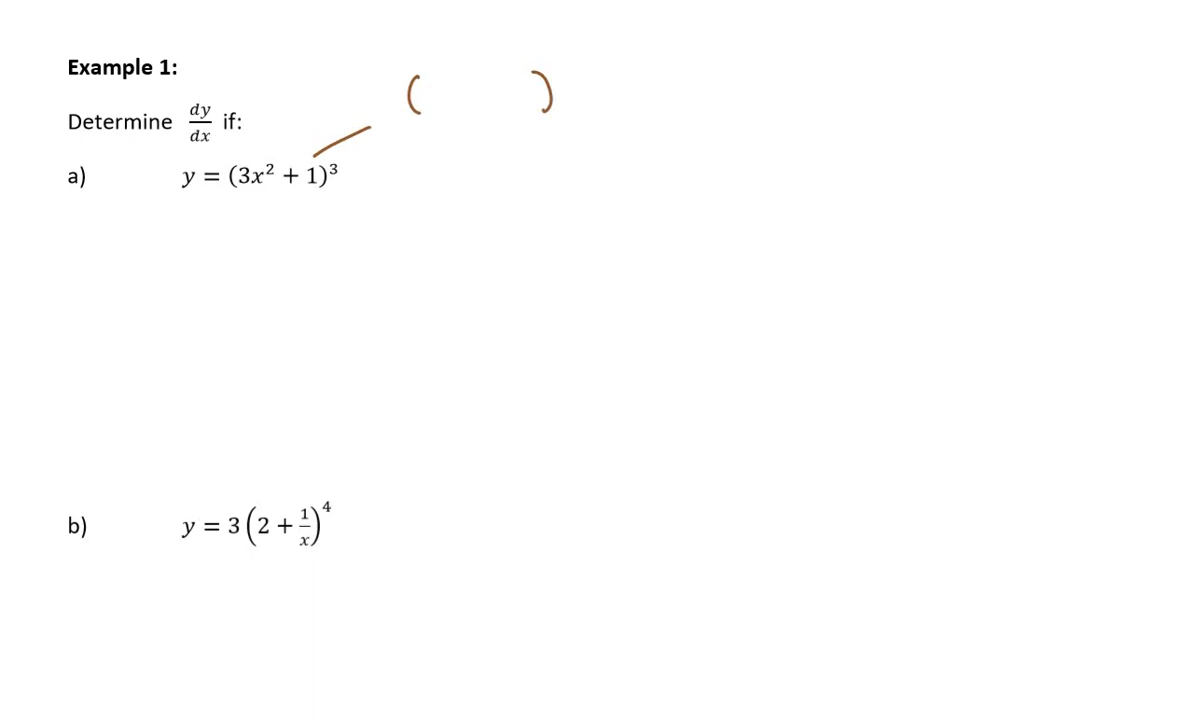 Example 1:
Determine dy/dx if:
( )
a) y = (3x² + 1)³
b) y = 3(2 + 1/x)⁴